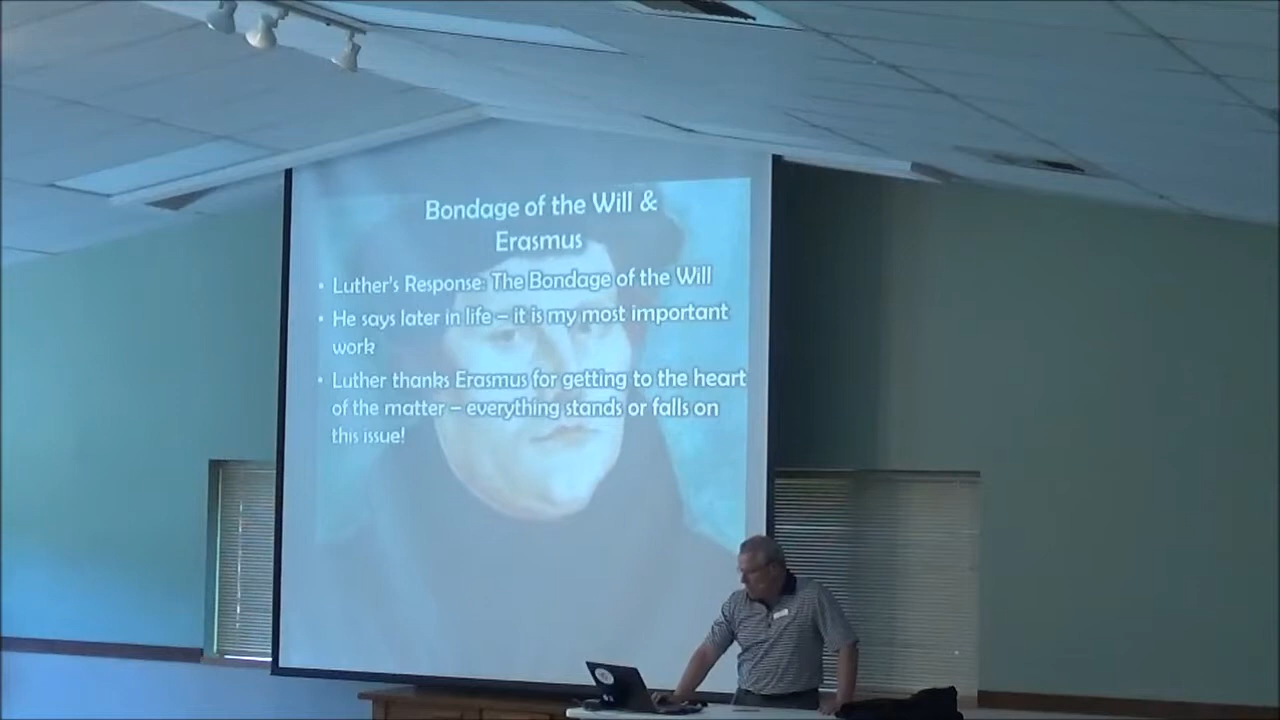 Bondage of the Will &
Erasmus
• Luther's Response: The Bondage of the Will
• He says later in life – it is my most important
work
• Luther thanks Erasmus for getting to the heart
of the matter – everything stands or falls on
this issue!